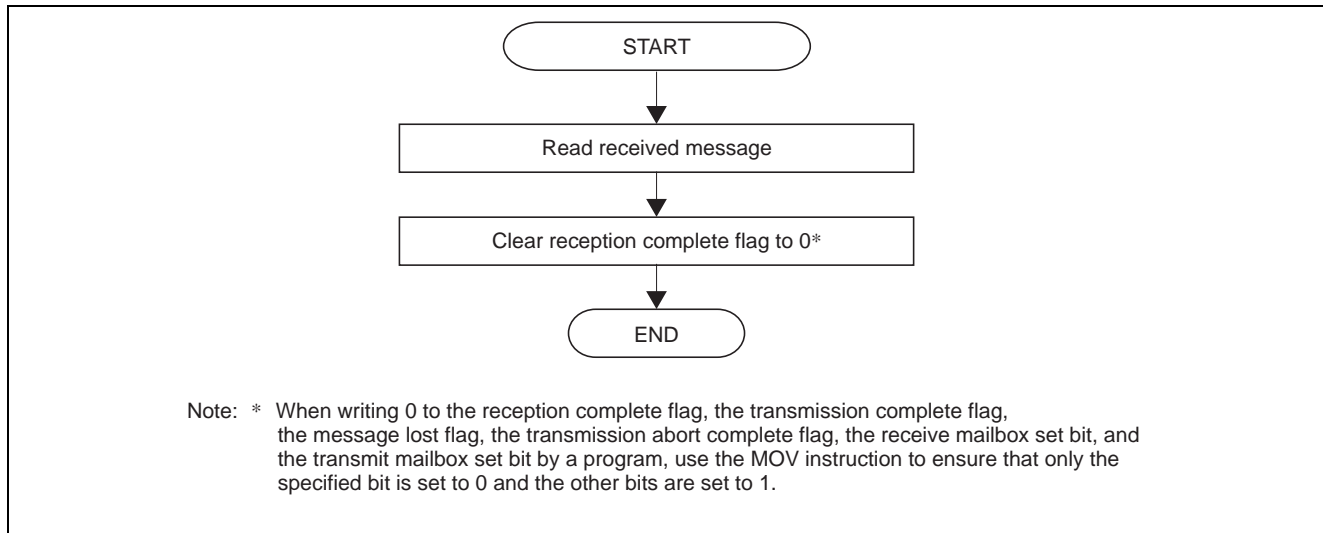 START
Read received message
Clear reception complete flag to 0*
END
Note: * When writing 0 to the reception complete flag, the transmission complete flag,
the message lost flag, the transmission abort complete flag, the receive mailbox set bit, and
the transmit mailbox set bit by a program, use the MOV instruction to ensure that only the
specified bit is set to 0 and the other bits are set to 1.